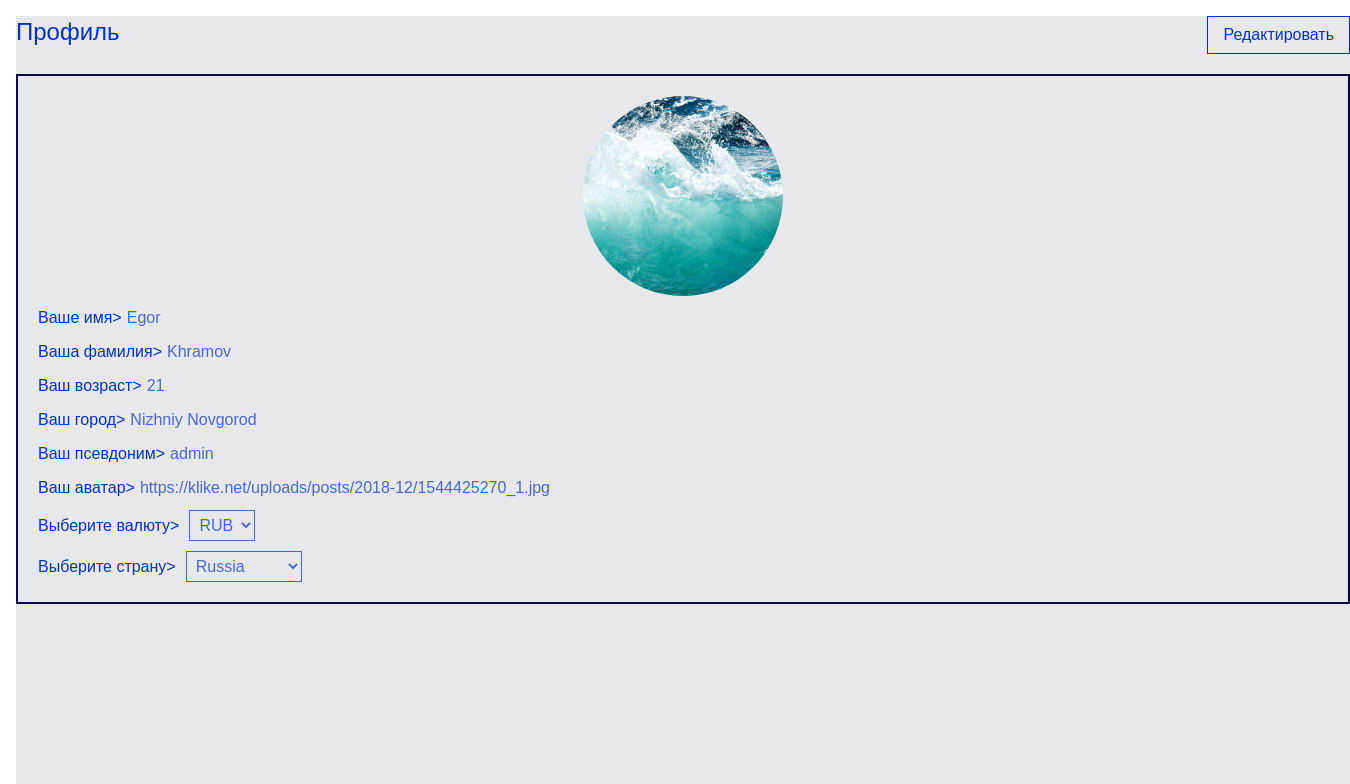 Профиль
Редактировать
Ваше имя> Egor
Ваша фамилия> Khramov
Ваш возраст> 21
Ваш город> Nizhniy Novgorod
Ваш псевдоним> admin
Ваш аватар> https://klike.net/uploads/posts/2018-12/1544425270_1.jpg
Выберите валюту> RUB
Выберите страну> Russia